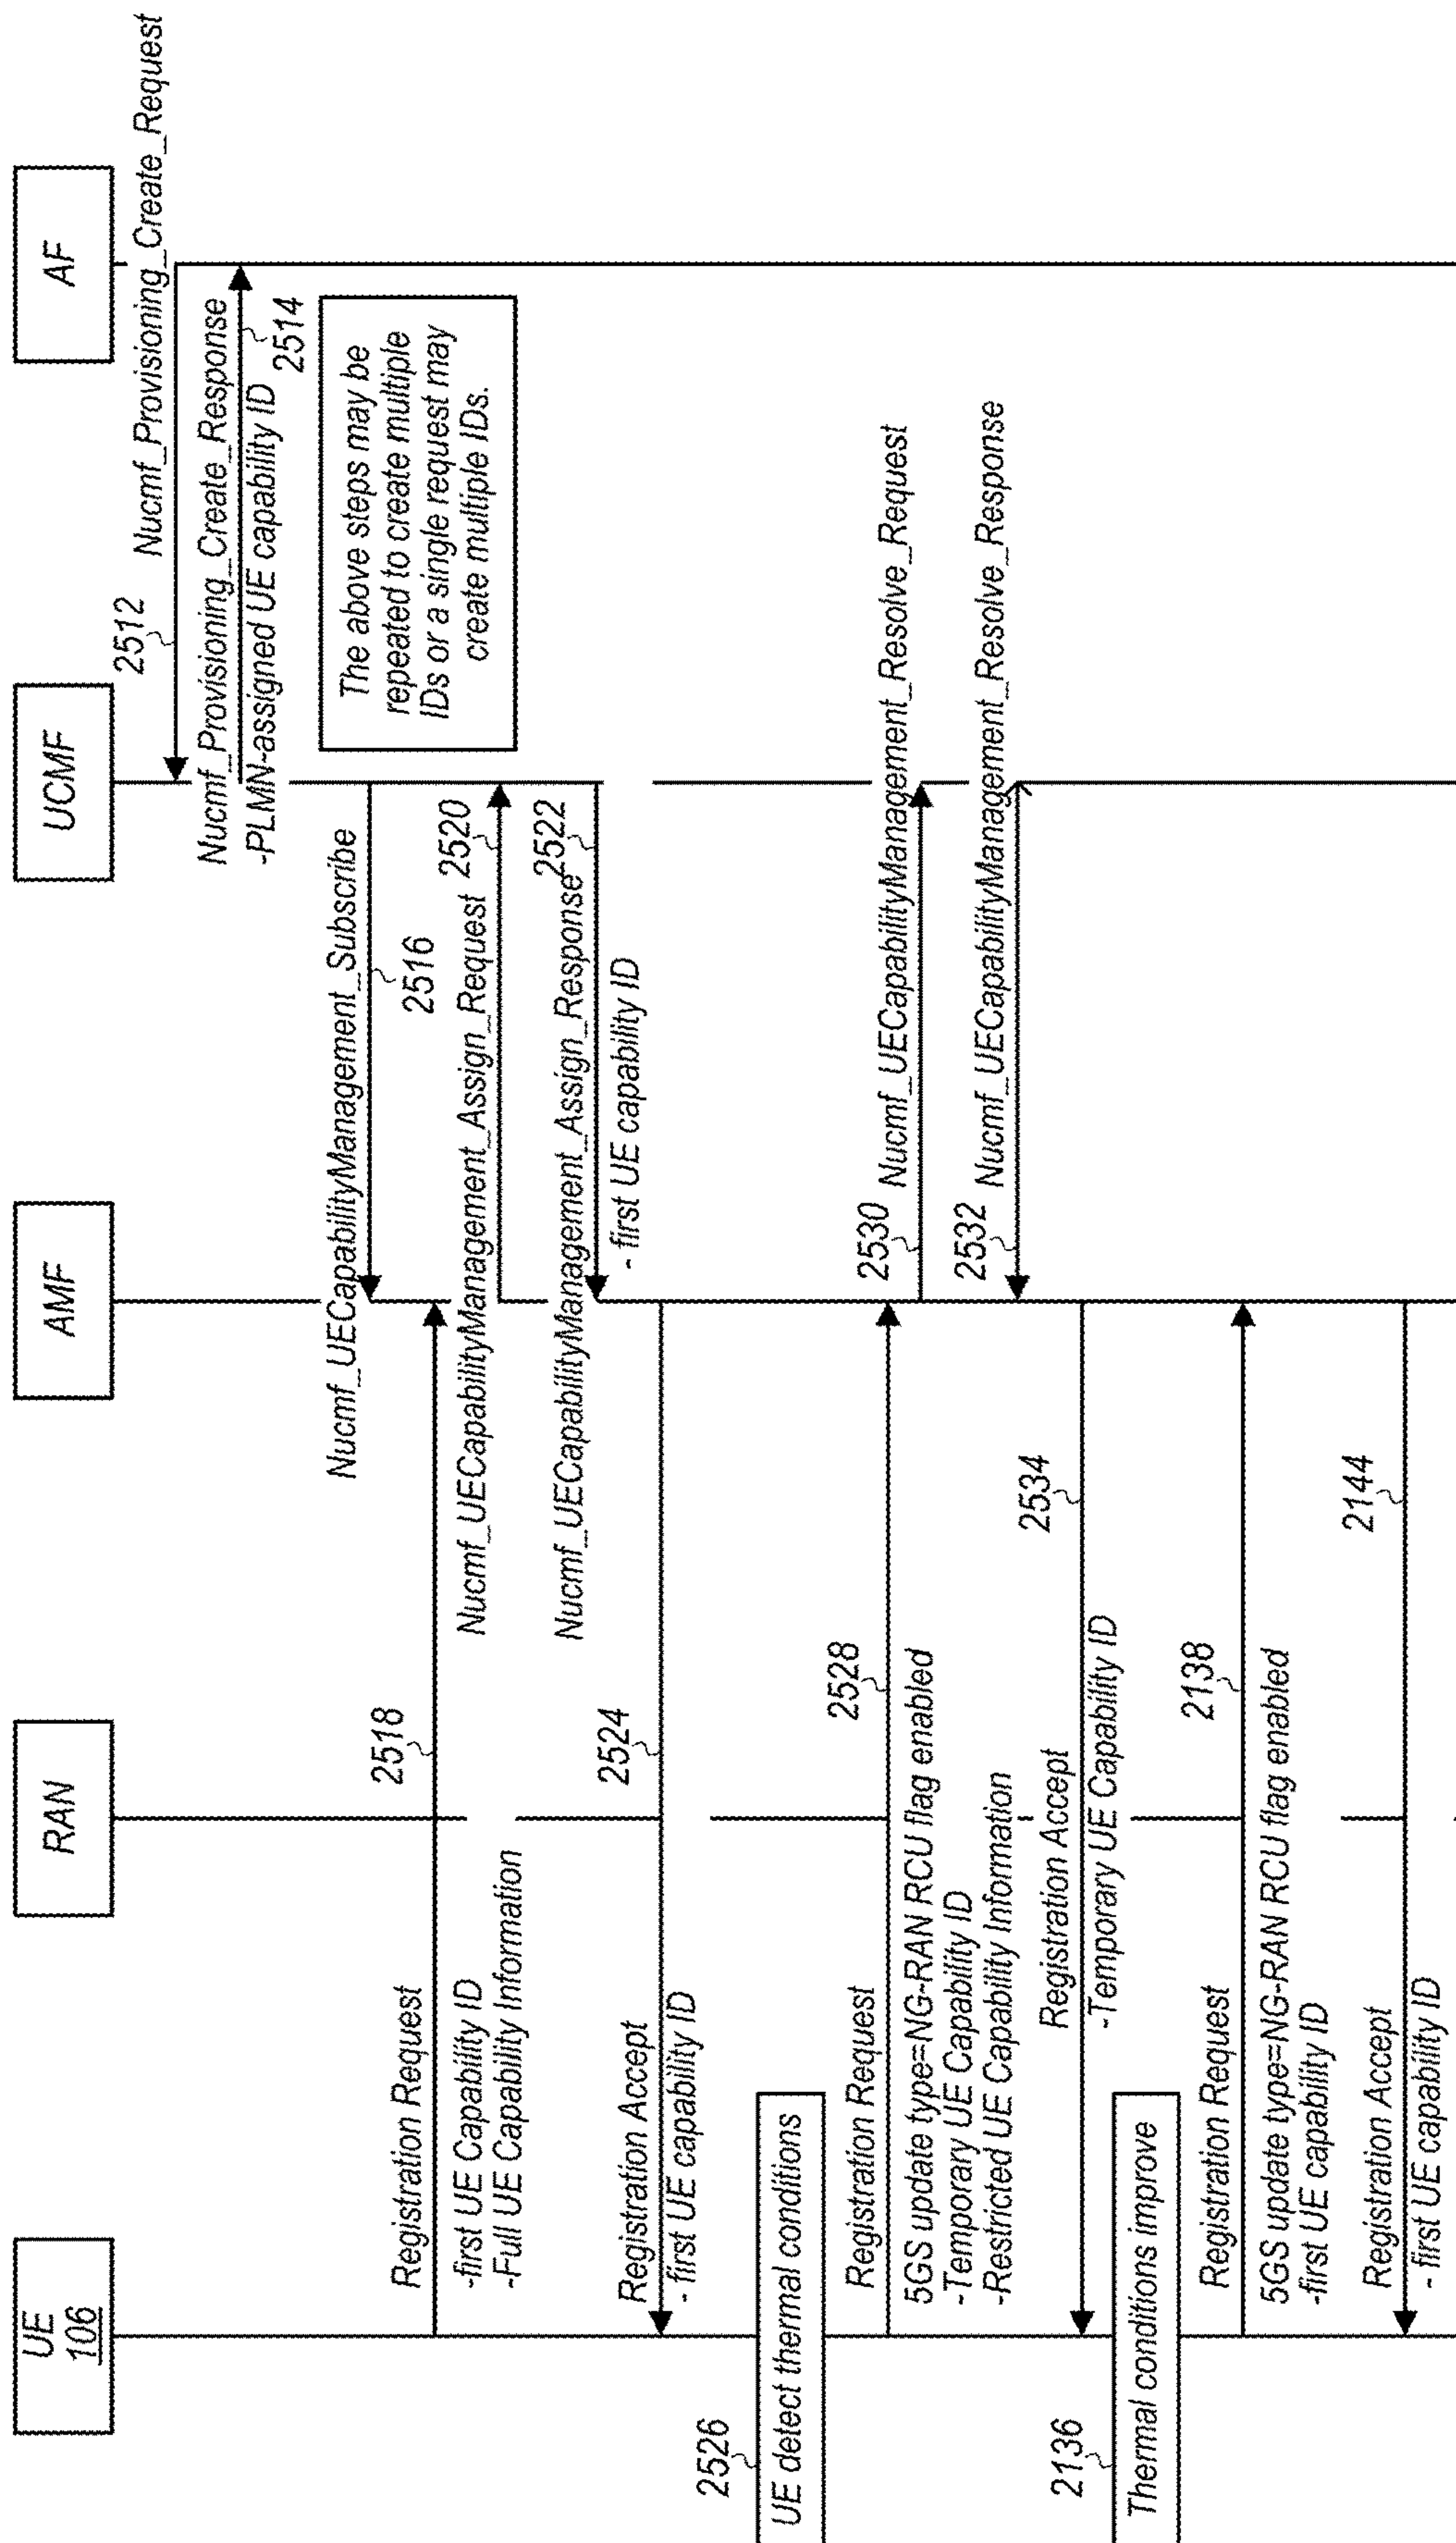 UE
106
RAN
AMF
UCMF
AF
2512
Nucmf_Provisioning_Create_Request
Nucmf_Provisioning_Create_Response
-PLMN-assigned UE capability ID
2514
The above steps may be
repeated to create multiple
IDs or a single request may
create multiple IDs.
Nucmf_UECapabilityManagement_Subscribe
2516
2518
Registration Request
-first UE Capability ID
-Full UE Capability Information
Nucmf_UECapabilityManagement_Assign_Request
2520
Nucmf_UECapabilityManagement_Assign_Response
2522
- first UE capability ID
2524
Registration Accept
- first UE capability ID
2526
UE detect thermal conditions
2528
Registration Request
5GS update type=NG-RAN RCU flag enabled
-Temporary UE Capability ID
-Restricted UE Capability Information
2530
Nucmf_UECapabilityManagement_Resolve_Request
2532
Nucmf_UECapabilityManagement_Resolve_Response
2534
Registration Accept
-Temporary UE Capability ID
2136
Thermal conditions improve
2138
Registration Request
5GS update type=NG-RAN RCU flag enabled
-first UE capability ID
2144
Registration Accept
- first UE capability ID